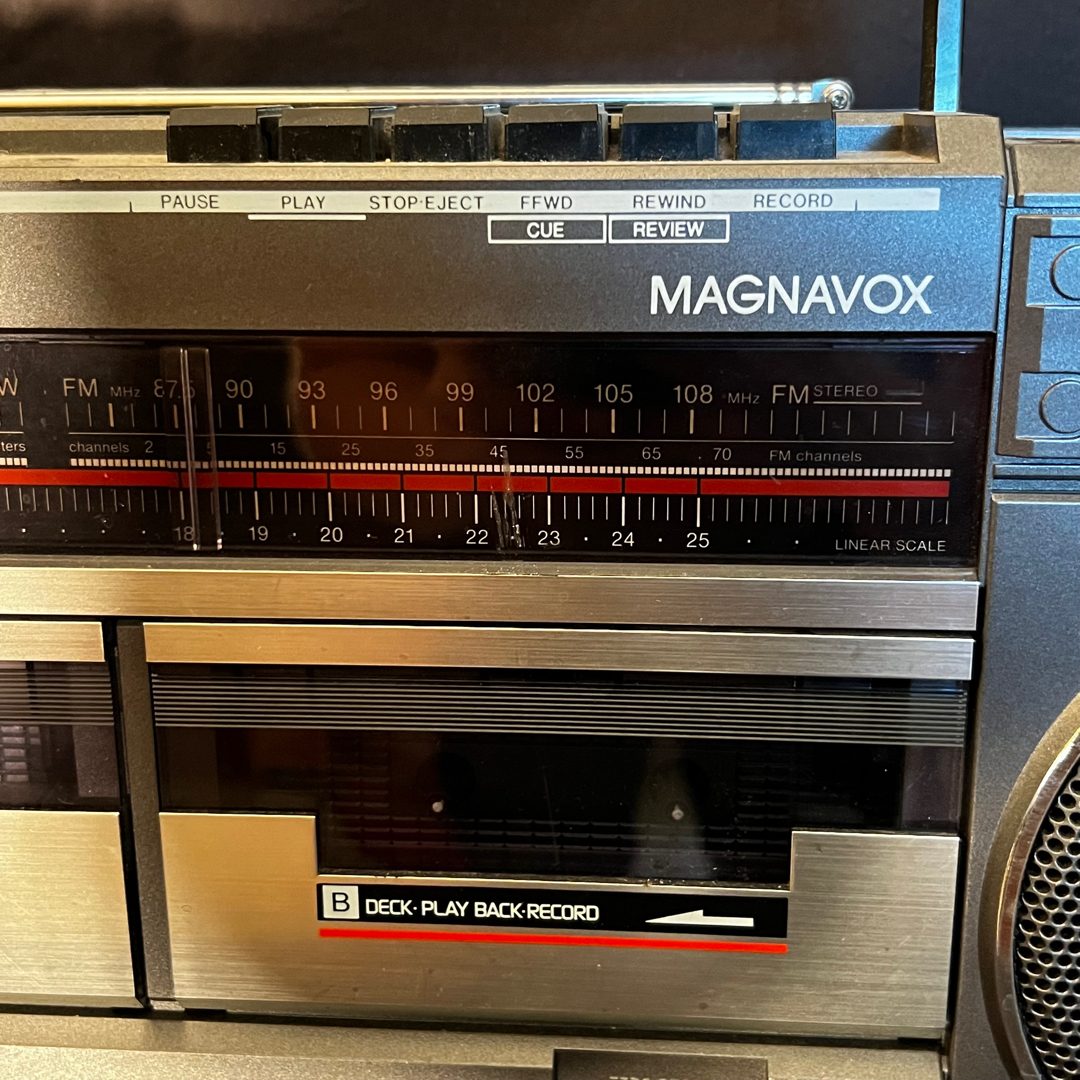 PAUSE PLAY STOP·EJECT FFWD REWIND RECORD
CUE REVIEW
MAGNAVOX
W FM MHz 87.5 90 93 96 99 102 105 108 MHz FM STEREO
ters channels 2 5 15 25 35 45 55 65 70 FM channels
18 · 19 · 20 · 21 · 22 · 23 · 24 · 25 · · LINEAR SCALE
B DECK·PLAY BACK·RECORD